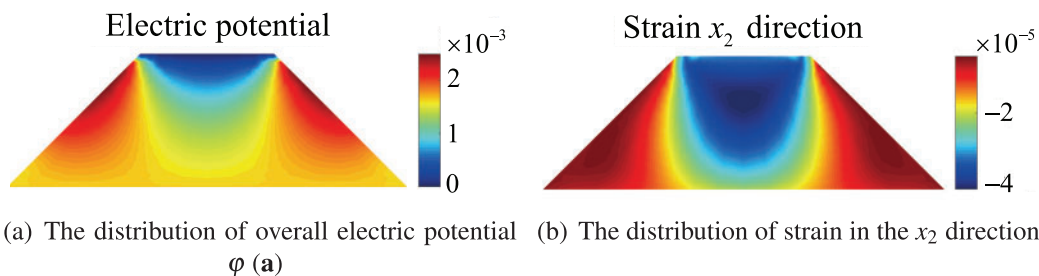 Electric potential
×10⁻³
2
1
0
Strain x₂ direction
×10⁻⁵
−2
−4
(a) The distribution of overall electric potential
φ (a)
(b) The distribution of strain in the x₂ direction